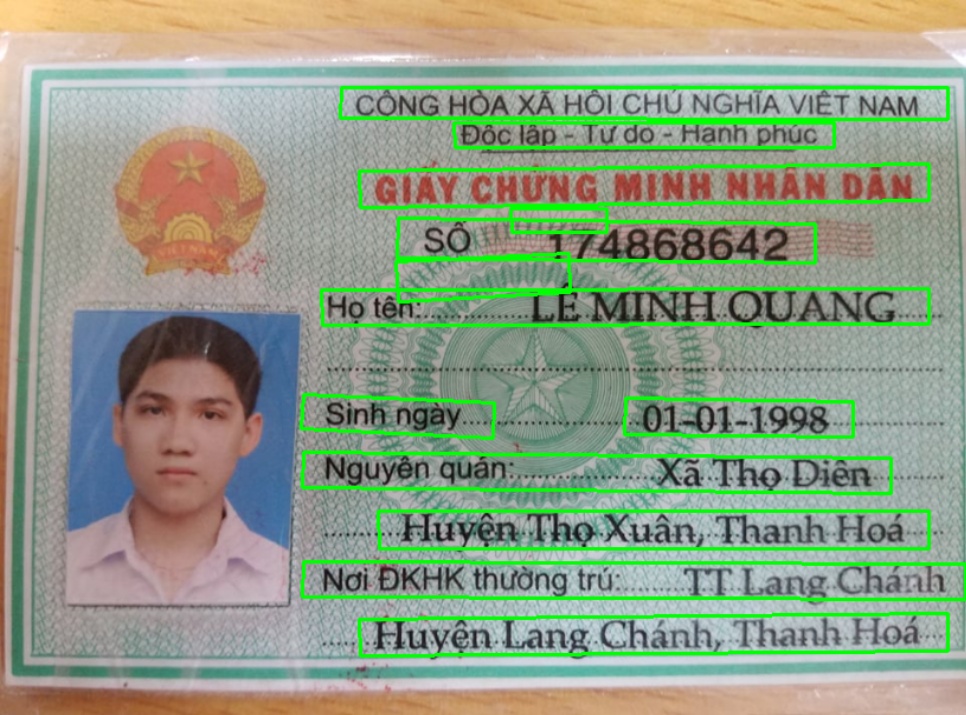 CỘNG HÒA XÃ HỘI CHỦ NGHĨA VIỆT NAM
Độc lập - Tự do - Hạnh phúc
GIẤY CHỨNG MINH NHÂN DÂN
SỐ 174868642
Họ tên: LÊ MINH QUANG
Sinh ngày 01-01-1998
Nguyên quán: Xã Thọ Diên
Huyện Thọ Xuân, Thanh Hoá
Nơi ĐKHK thường trú: TT Lang Chánh
Huyện Lang Chánh, Thanh Hoá